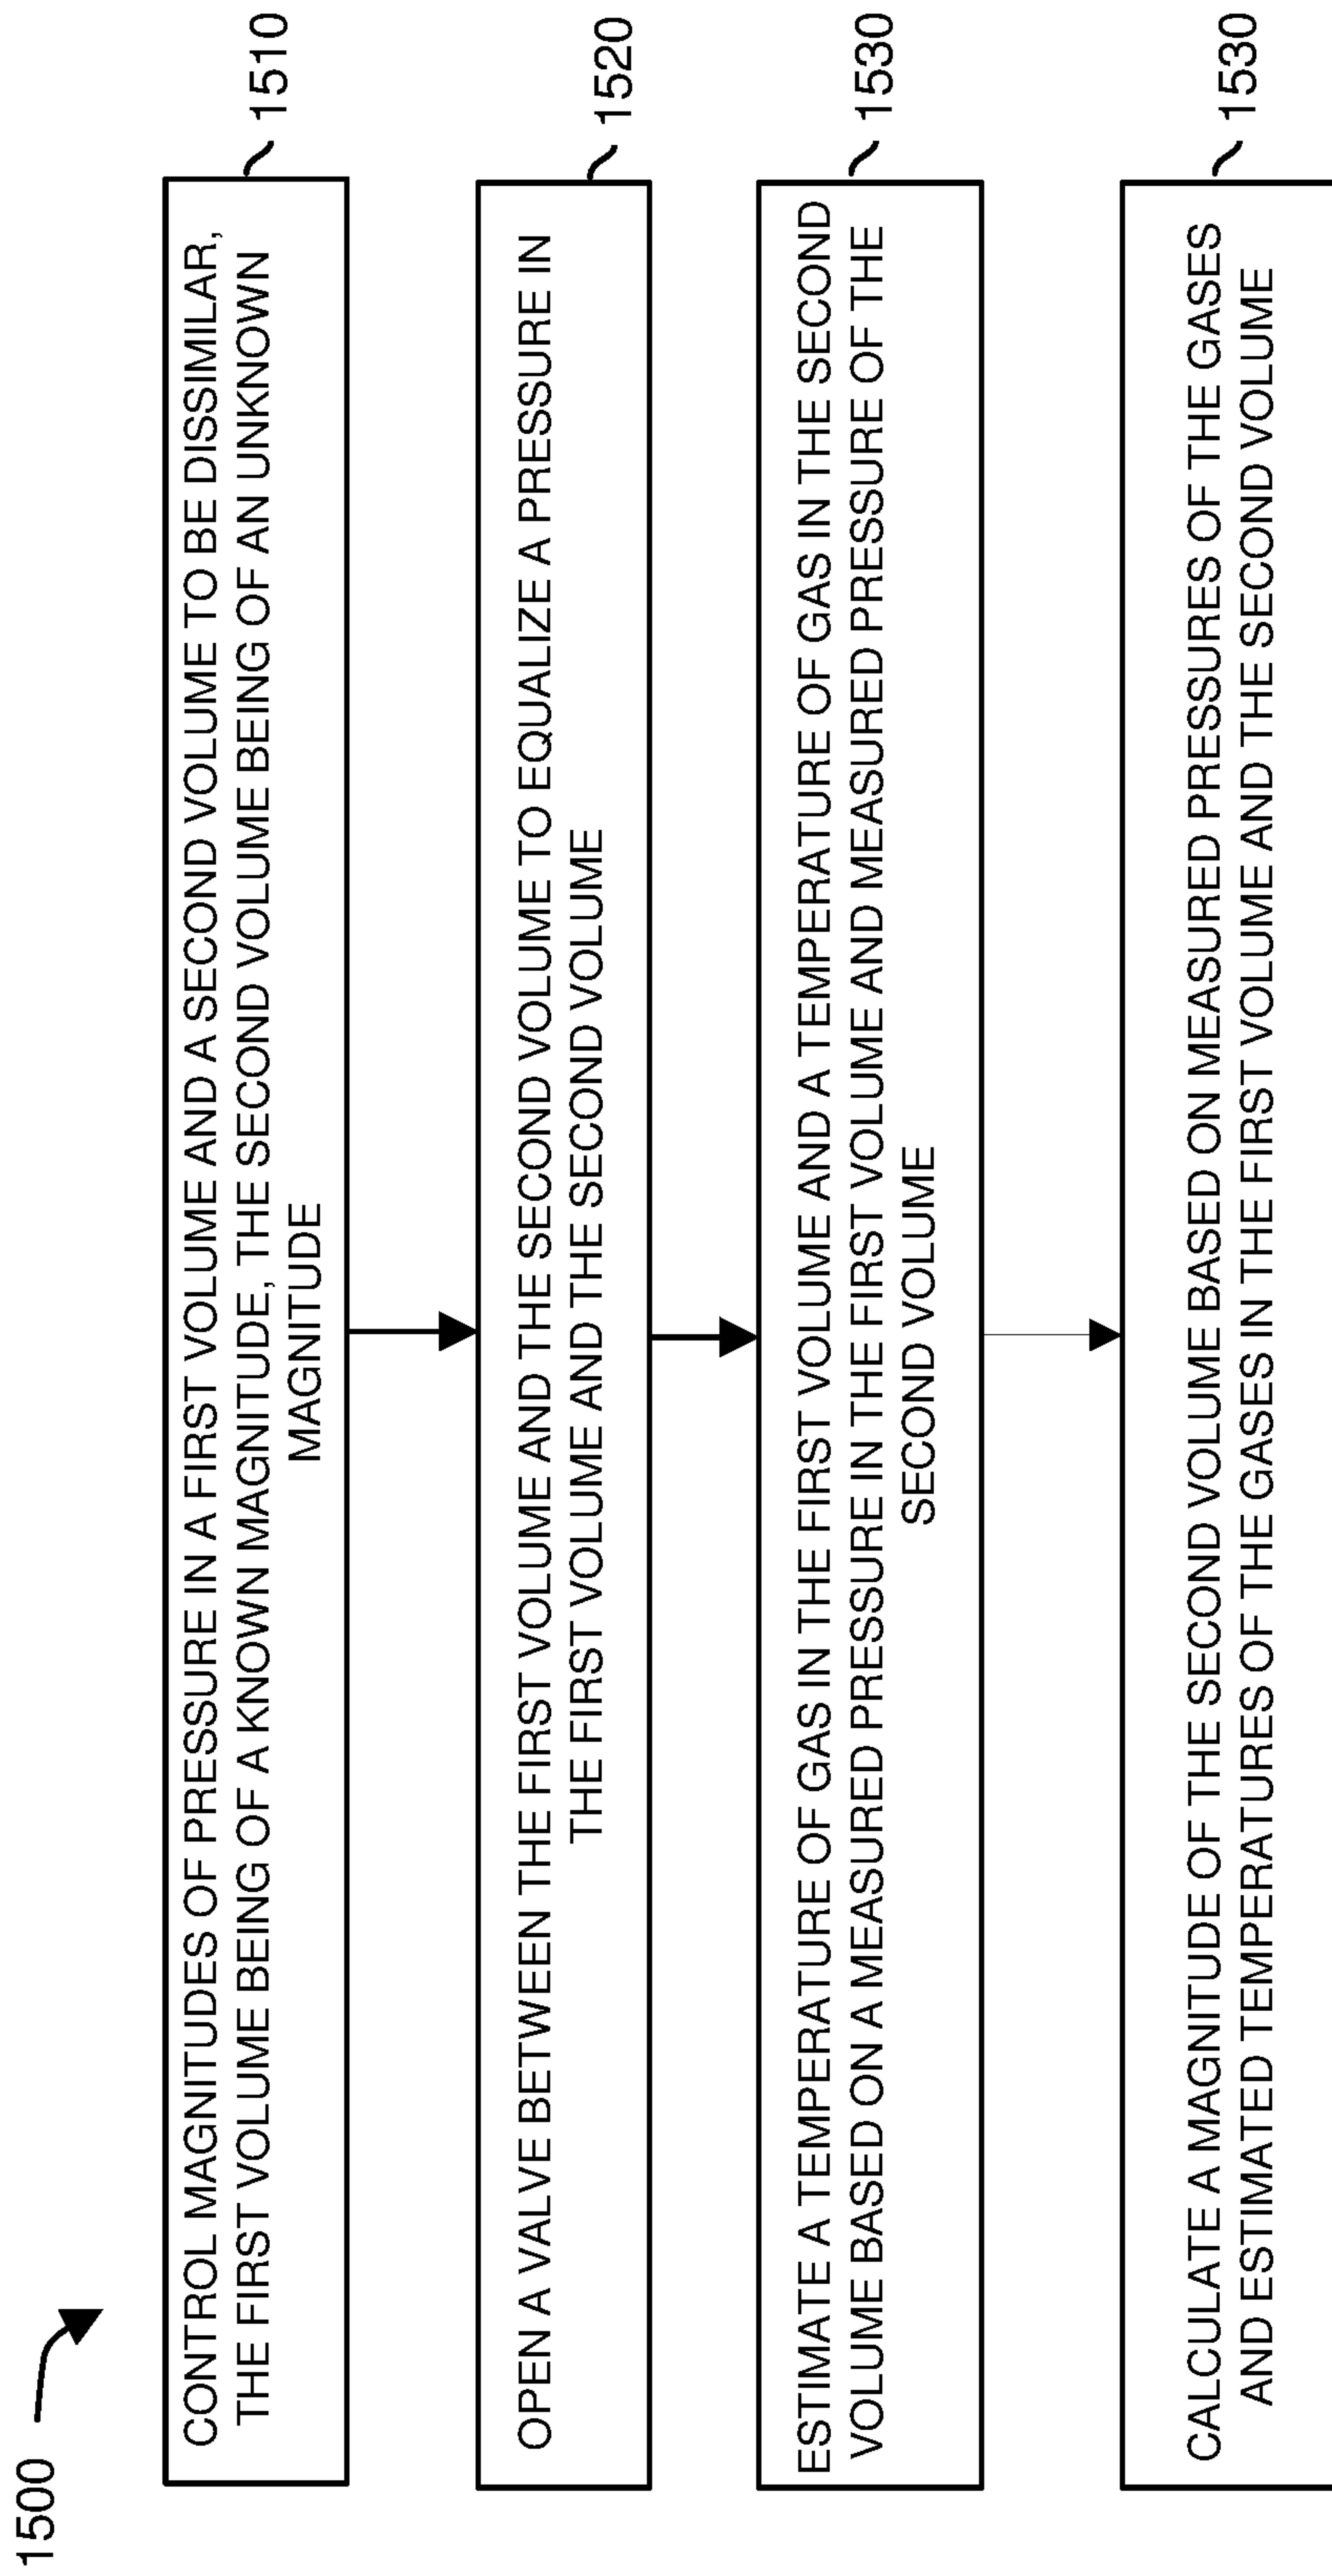 1500
CONTROL MAGNITUDES OF PRESSURE IN A FIRST VOLUME AND A SECOND VOLUME TO BE DISSIMILAR,
THE FIRST VOLUME BEING OF A KNOWN MAGNITUDE, THE SECOND VOLUME BEING OF AN UNKNOWN
MAGNITUDE
1510
OPEN A VALVE BETWEEN THE FIRST VOLUME AND THE SECOND VOLUME TO EQUALIZE A PRESSURE IN
THE FIRST VOLUME AND THE SECOND VOLUME
1520
ESTIMATE A TEMPERATURE OF GAS IN THE FIRST VOLUME AND A TEMPERATURE OF GAS IN THE SECOND
VOLUME BASED ON A MEASURED PRESSURE IN THE FIRST VOLUME AND MEASURED PRESSURE OF THE
SECOND VOLUME
1530
CALCULATE A MAGNITUDE OF THE SECOND VOLUME BASED ON MEASURED PRESSURES OF THE GASES
AND ESTIMATED TEMPERATURES OF THE GASES IN THE FIRST VOLUME AND THE SECOND VOLUME
1530